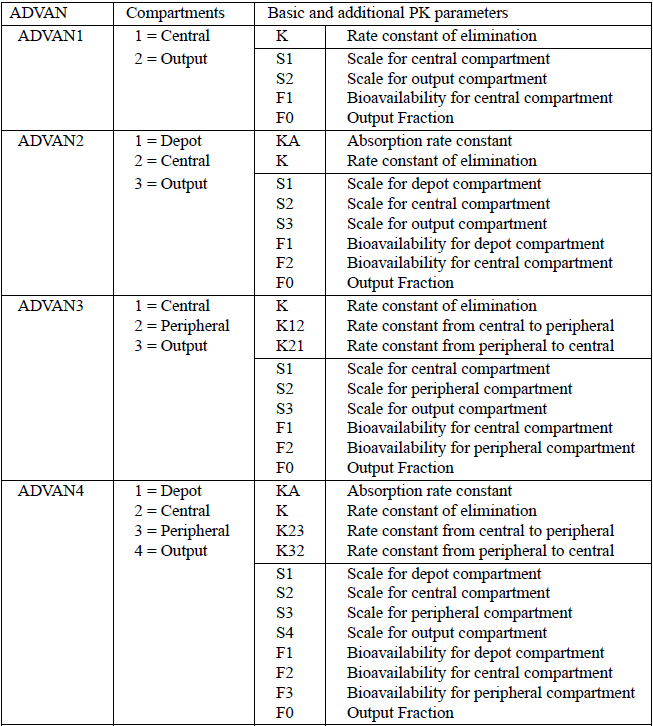 ADVAN Compartments Basic and additional PK parameters
ADVAN1 1 = Central K Rate constant of elimination
2 = Output S1 Scale for central compartment
S2 Scale for output compartment
F1 Bioavailability for central compartment
F0 Output Fraction
ADVAN2 1 = Depot KA Absorption rate constant
2 = Central K Rate constant of elimination
3 = Output S1 Scale for depot compartment
S2 Scale for central compartment
S3 Scale for output compartment
F1 Bioavailability for depot compartment
F2 Bioavailability for central compartment
F0 Output Fraction
ADVAN3 1 = Central K Rate constant of elimination
2 = Peripheral K12 Rate constant from central to peripheral
3 = Output K21 Rate constant from peripheral to central
S1 Scale for central compartment
S2 Scale for peripheral compartment
S3 Scale for output compartment
F1 Bioavailability for central compartment
F2 Bioavailability for peripheral compartment
F0 Output Fraction
ADVAN4 1 = Depot KA Absorption rate constant
2 = Central K Rate constant of elimination
3 = Peripheral K23 Rate constant from central to peripheral
4 = Output K32 Rate constant from peripheral to central
S1 Scale for depot compartment
S2 Scale for central compartment
S3 Scale for peripheral compartment
S4 Scale for output compartment
F1 Bioavailability for depot compartment
F2 Bioavailability for central compartment
F3 Bioavailability for peripheral compartment
F0 Output Fraction